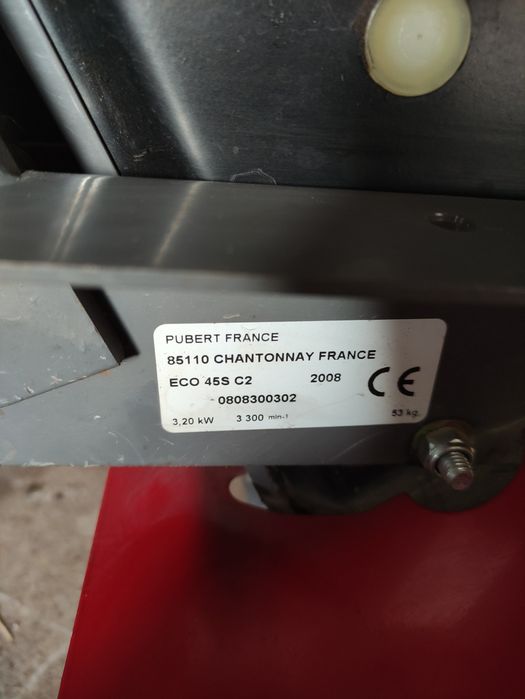 PUBERT FRANCE
85110 CHANTONNAY FRANCE
ECO 45S C2 2008 CE
0808300302
3,20 kW 3 300 min-¹ 53 kg